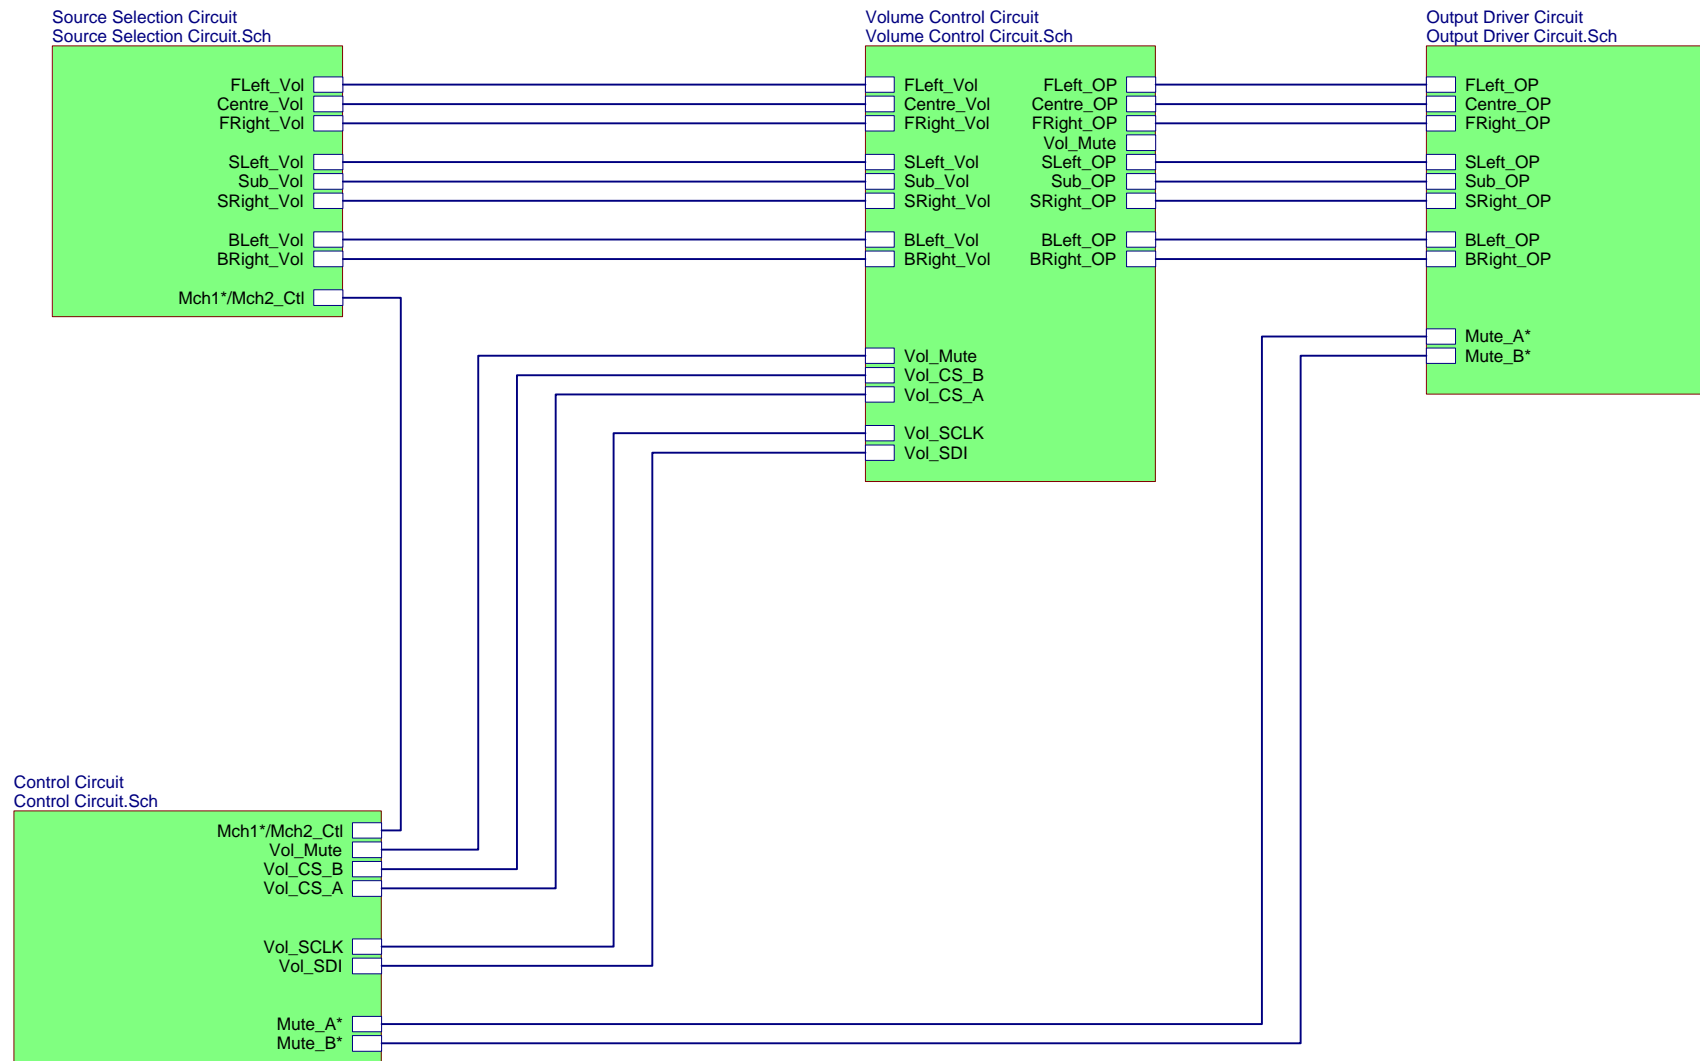 Source Selection Circuit
Source Selection Circuit.Sch
FLeft_Vol
Centre_Vol
FRight_Vol
SLeft_Vol
Sub_Vol
SRight_Vol
BLeft_Vol
BRight_Vol
Mch1*/Mch2_Ctl
Volume Control Circuit
Volume Control Circuit.Sch
FLeft_Vol FLeft_OP
Centre_Vol Centre_OP
FRight_Vol FRight_OP
Vol_Mute
SLeft_Vol SLeft_OP
Sub_Vol Sub_OP
SRight_Vol SRight_OP
BLeft_Vol BLeft_OP
BRight_Vol BRight_OP
Vol_Mute
Vol_CS_B
Vol_CS_A
Vol_SCLK
Vol_SDI
Output Driver Circuit
Output Driver Circuit.Sch
FLeft_OP
Centre_OP
FRight_OP
SLeft_OP
Sub_OP
SRight_OP
BLeft_OP
BRight_OP
Mute_A*
Mute_B*
Control Circuit
Control Circuit.Sch
Mch1*/Mch2_Ctl
Vol_Mute
Vol_CS_B
Vol_CS_A
Vol_SCLK
Vol_SDI
Mute_A*
Mute_B*